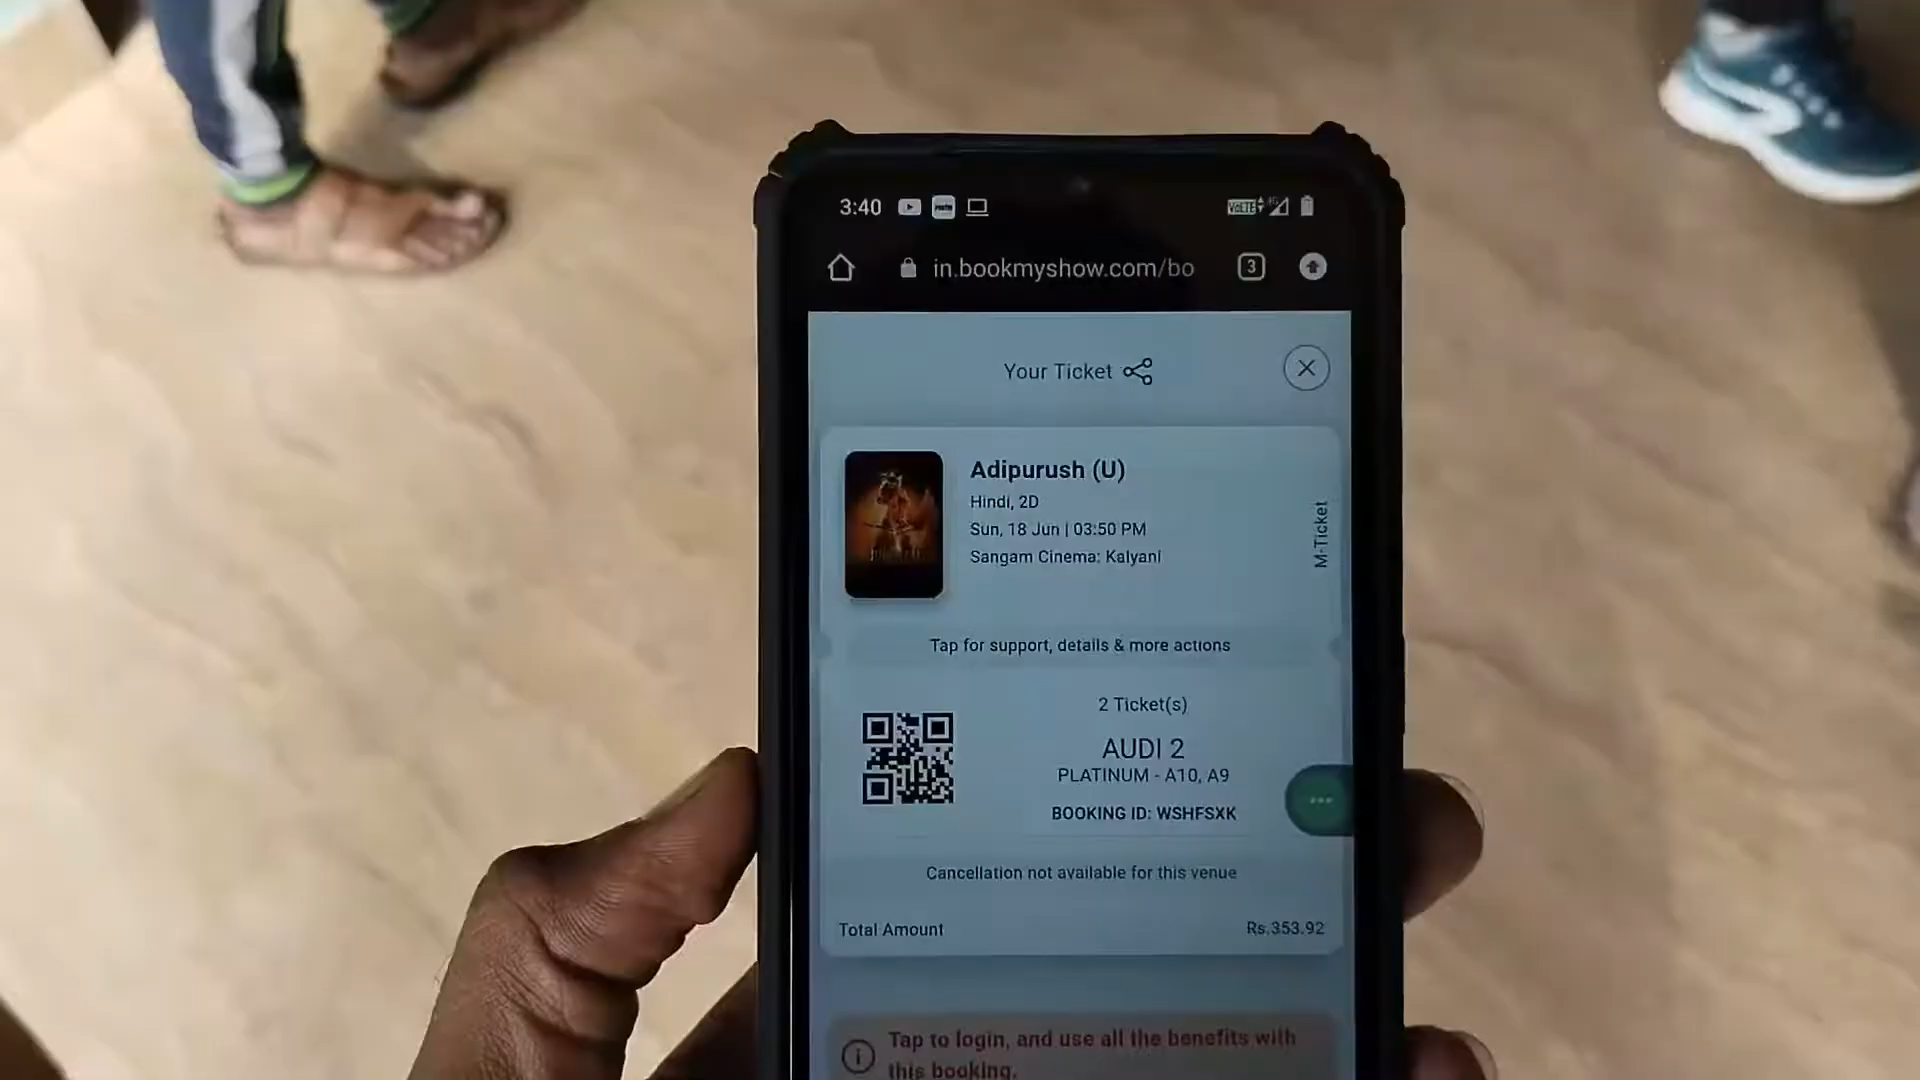 3:40
VoLTE 4G
in.bookmyshow.com/bo
3
Your Ticket
Adipurush (U)
Hindi, 2D
Sun, 18 Jun | 03:50 PM
Sangam Cinema: Kalyani
M-Ticket
Tap for support, details & more actions
2 Ticket(s)
AUDI 2
PLATINUM - A10, A9
BOOKING ID: WSHFSXK
Cancellation not available for this venue
Total Amount Rs.353.92
Tap to login, and use all the benefits with
this booking.